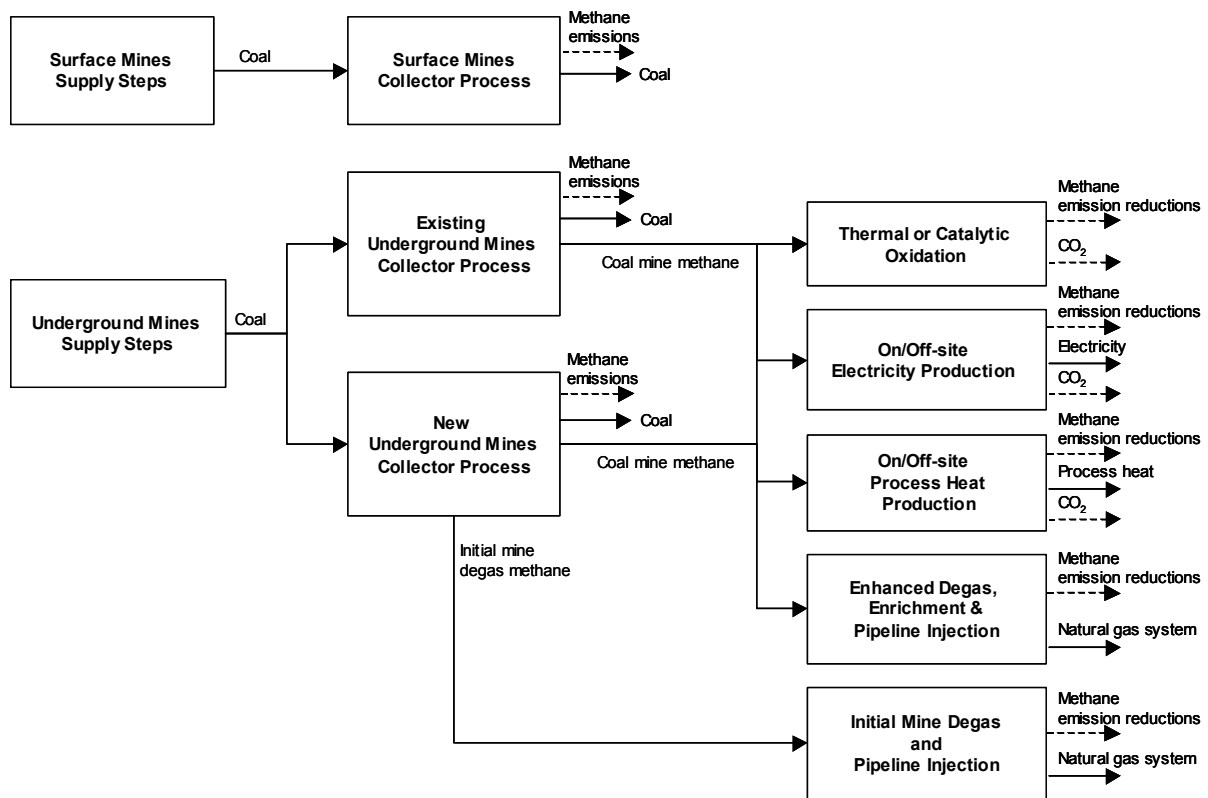 Surface Mines
Supply Steps
Coal
Surface Mines
Collector Process
Methane
emissions
Coal
Underground Mines
Supply Steps
Coal
Existing
Underground Mines
Collector Process
Methane
emissions
Coal
Coal mine methane
New
Underground Mines
Collector Process
Methane
emissions
Coal
Coal mine methane
Initial mine
degas methane
Thermal or Catalytic
Oxidation
Methane
emission reductions
CO₂
On/Off-site
Electricity Production
Methane
emission reductions
Electricity
CO₂
On/Off-site
Process Heat
Production
Methane
emission reductions
Process heat
CO₂
Enhanced Degas,
Enrichment &
Pipeline Injection
Methane
emission reductions
Natural gas system
Initial Mine Degas
and
Pipeline Injection
Methane
emission reductions
Natural gas system